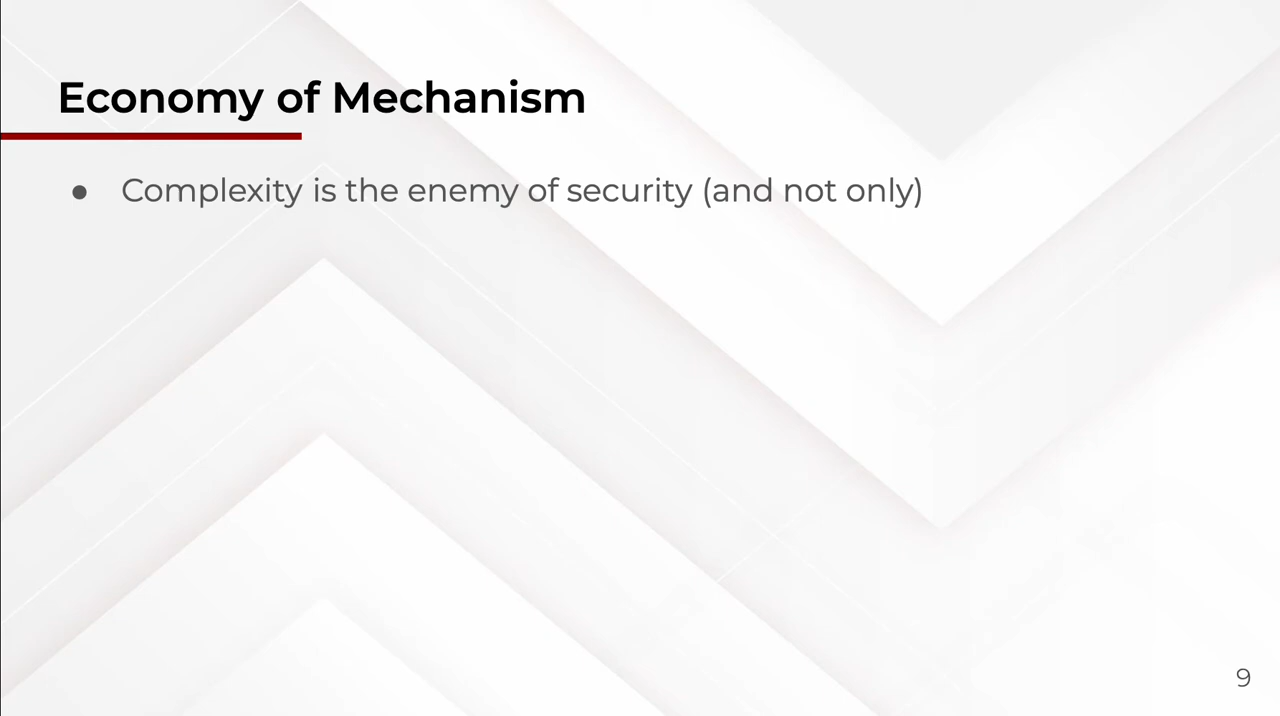 Economy of Mechanism
● Complexity is the enemy of security (and not only)
9